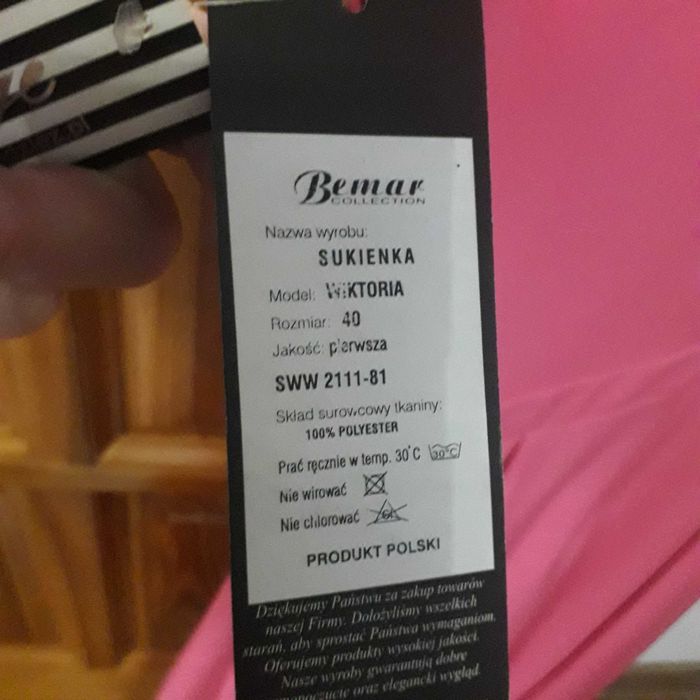 Bemar
COLLECTION
Nazwa wyrobu:
SUKIENKA
Model: WIKTORIA
Rozmiar: 40
Jakość: pierwsza
SWW 2111-81
Skład surowcowy tkaniny:
100% POLYESTER
Prać ręcznie w temp. 30°C 30°C
Nie wirować
Nie chlorować CL
PRODUKT POLSKI
Dziękujemy Państwu za zakup towarów
naszej Firmy. Dołożyliśmy wszelkich
starań, aby sprostać Państwa wymaganiom.
Oferujemy produkty wysokiej jakości.
Nasze wyroby gwarantują dobre
oraz elegancki wygląd.